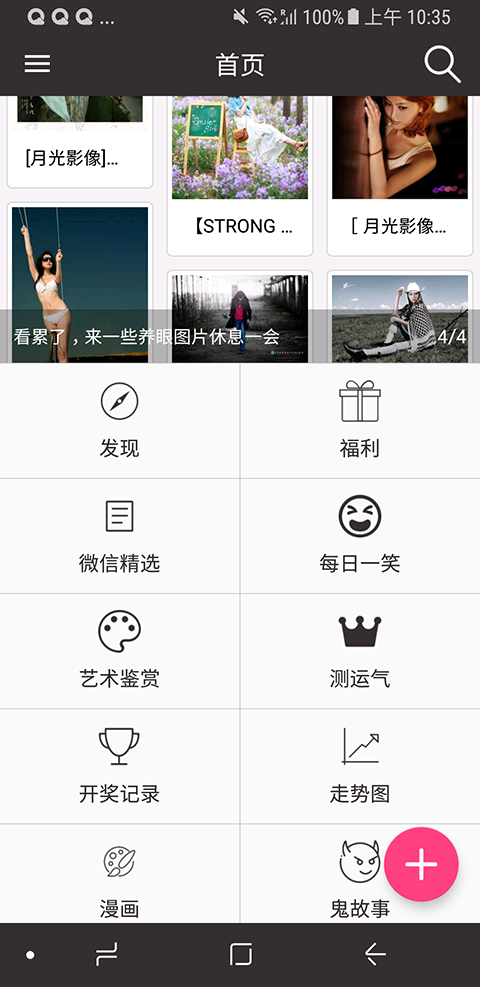 ... 100% 上午 10:35
首页
[月光影像]...
【STRONG ...
[ 月光影像...
Smile
girl
看累了，来一些养眼图片休息一会
4/4
发现
福利
微信精选
每日一笑
艺术鉴赏
测运气
开奖记录
走势图
漫画
鬼故事